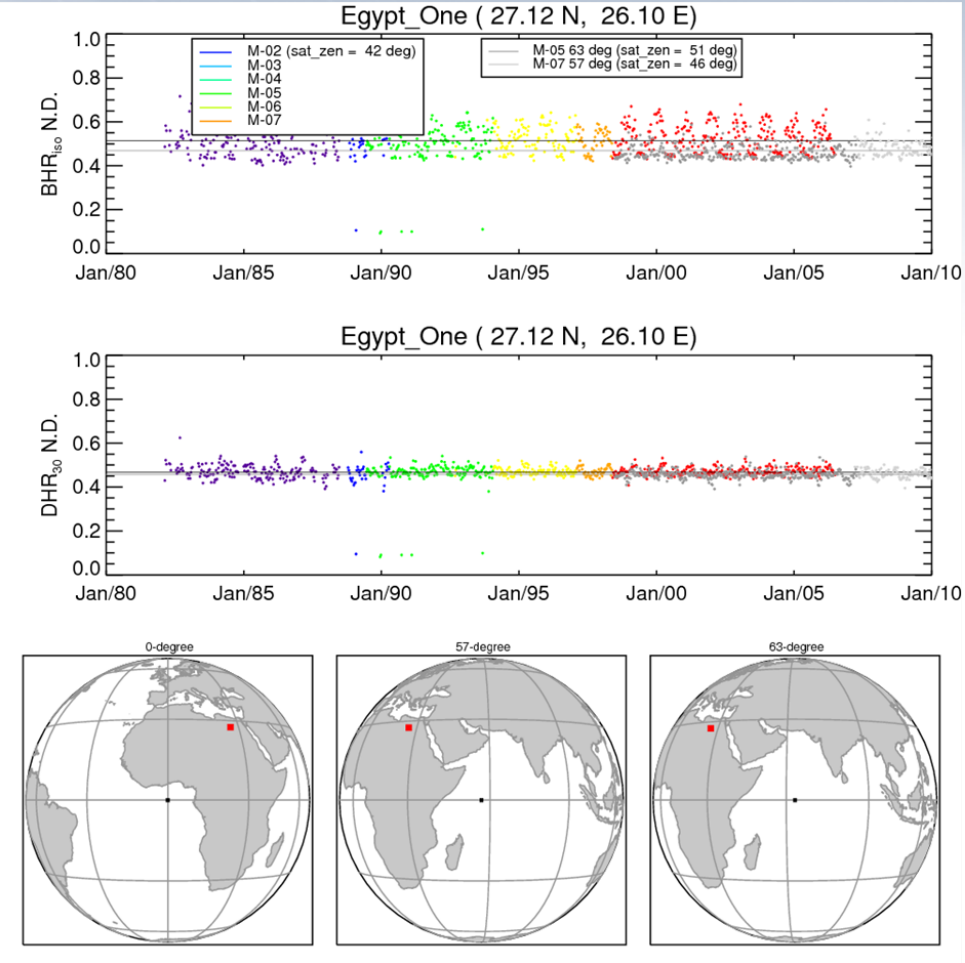 Egypt_One ( 27.12 N, 26.10 E)
1.0
0.8
0.6
0.4
0.2
0.0
BHRiso N.D.
M-02 (sat_zen = 42 deg)
M-03
M-04
M-05
M-06
M-07
M-05 63 deg (sat_zen = 51 deg)
M-07 57 deg (sat_zen = 46 deg)
Jan/80 Jan/85 Jan/90 Jan/95 Jan/00 Jan/05 Jan/10
Egypt_One ( 27.12 N, 26.10 E)
1.0
0.8
0.6
0.4
0.2
0.0
DHR30 N.D.
Jan/80 Jan/85 Jan/90 Jan/95 Jan/00 Jan/05 Jan/10
0-degree 57-degree 63-degree